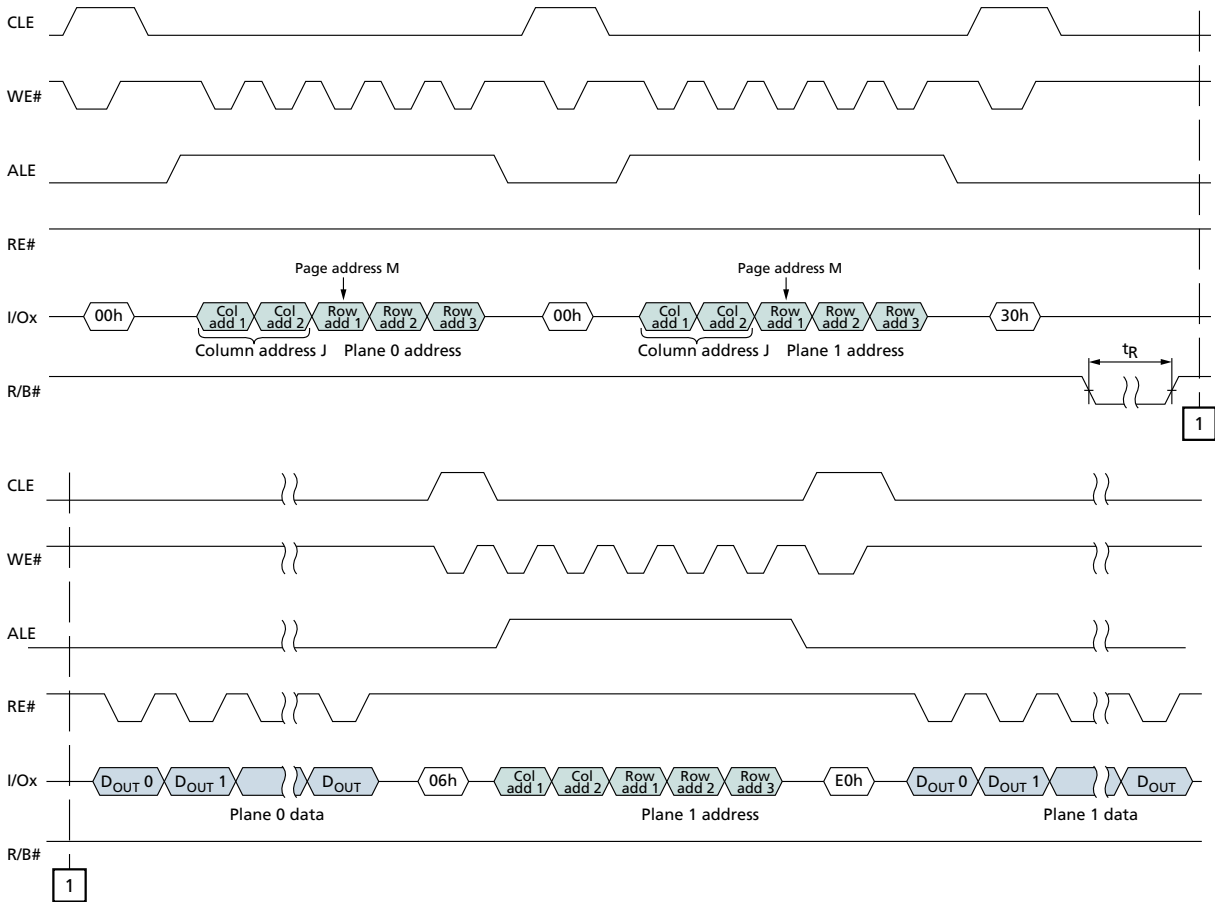 CLE
WE#
ALE
RE#
Page address M
Page address M
I/Ox
00h
Col add 1
Col add 2
Row add 1
Row add 2
Row add 3
00h
Col add 1
Col add 2
Row add 1
Row add 2
Row add 3
30h
Column address J
Plane 0 address
Column address J
Plane 1 address
tR
R/B#
1
CLE
WE#
ALE
RE#
I/Ox
DOUT 0
DOUT 1
DOUT
06h
Col add 1
Col add 2
Row add 1
Row add 2
Row add 3
E0h
DOUT 0
DOUT 1
DOUT
Plane 0 data
Plane 1 address
Plane 1 data
R/B#
1